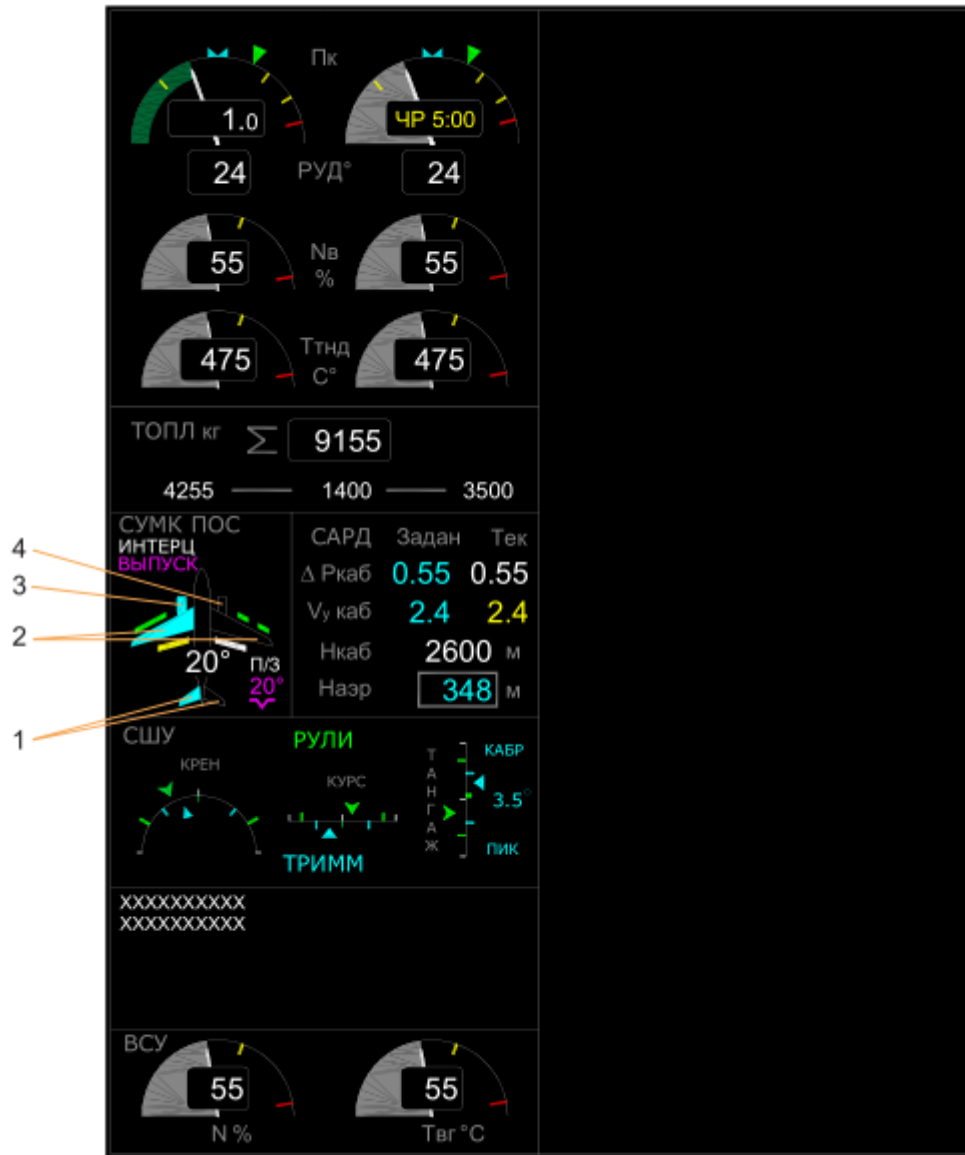 Пк
1.0
ЧР 5:00
24 РУД° 24
55 Nв % 55
475 Ттнд С° 475
ТОПЛ кг Σ 9155
4255 1400 3500
СУМК ПОС
ИНТЕРЦ
ВЫПУСК
4
3
2
1
20°
П/З
20°
САРД Задан Тек
Δ Ркаб 0.55 0.55
Vy каб 2.4 2.4
Нкаб 2600 м
Наэр 348 м
СШУ
РУЛИ
КРЕН
КУРС
ТРИММ
ТАНГАЖ
КАБР
3.5°
ПИК
XXXXXXXXXX
XXXXXXXXXX
ВСУ
55 55
N % Твг °С